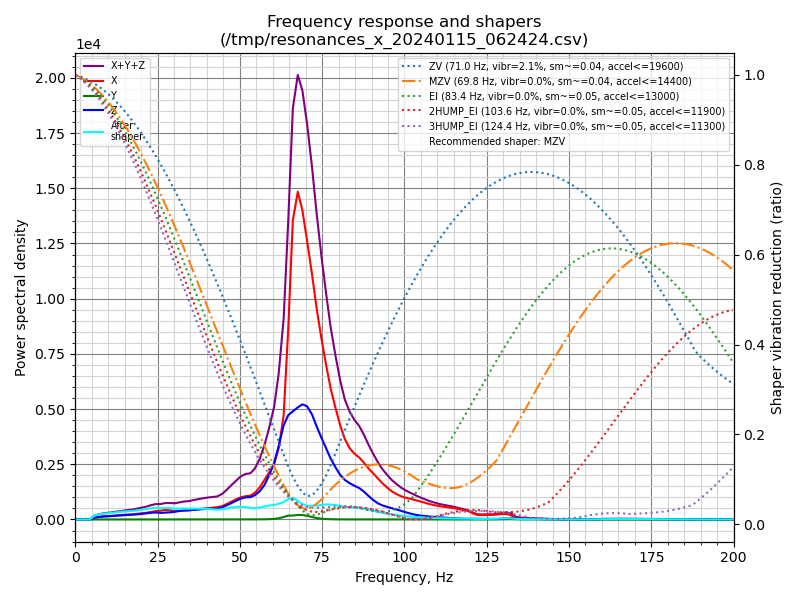 Frequency response and shapers
(/tmp/resonances_x_20240115_062424.csv)
1e4
X+Y+Z
X
Y
Z
After
shaper
ZV (71.0 Hz, vibr=2.1%, sm~=0.04, accel<=19600)
MZV (69.8 Hz, vibr=0.0%, sm~=0.04, accel<=14400)
EI (83.4 Hz, vibr=0.0%, sm~=0.05, accel<=13000)
2HUMP_EI (103.6 Hz, vibr=0.0%, sm~=0.05, accel<=11900)
3HUMP_EI (124.4 Hz, vibr=0.0%, sm~=0.05, accel<=11300)
Recommended shaper: MZV
Power spectral density
2.00
1.75
1.50
1.25
1.00
0.75
0.50
0.25
0.00
Shaper vibration reduction (ratio)
1.0
0.8
0.6
0.4
0.2
0.0
0 25 50 75 100 125 150 175 200
Frequency, Hz